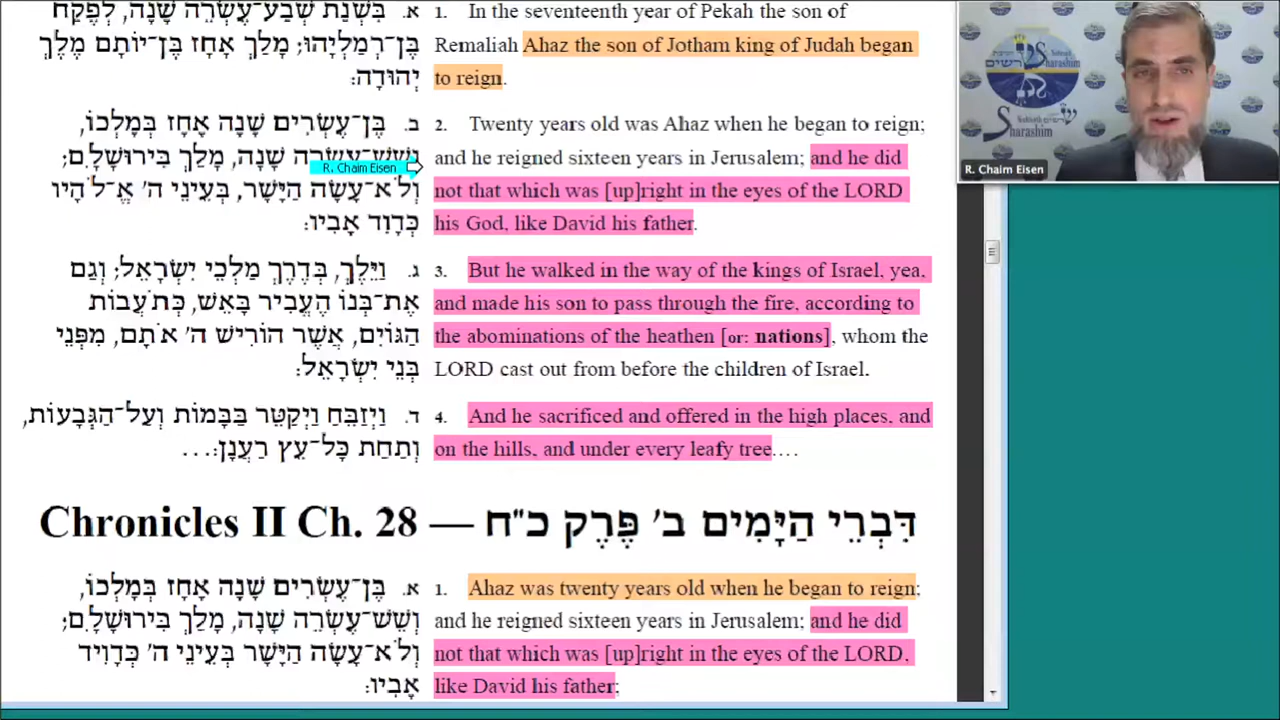 א. בִּשְׁנַת שְׁבַע־עֶשְׂרֵה שָׁנָה, לְפֶקַח
בֶּן־רְמַלְיָהוּ; מָלַךְ אָחָז בֶּן־יוֹתָם מֶלֶךְ
יְהוּדָה:
1. In the seventeenth year of Pekah the son of
Remaliah Ahaz the son of Jotham king of Judah began
to reign.
ב. בֶּן־עֶשְׂרִים שָׁנָה אָחָז בְּמָלְכוֹ,
וְשֵׁשׁ־עֶשְׂרֵה שָׁנָה, מָלַךְ בִּירוּשָׁלָ‍ִם;
וְלֹא־עָשָׂה הַיָּשָׁר, בְּעֵינֵי ה' אֱ־לֹהָיו
כְּדָוִד אָבִיו:
R. Chaim Eisen
2. Twenty years old was Ahaz when he began to reign;
and he reigned sixteen years in Jerusalem; and he did
not that which was [up]right in the eyes of the LORD
his God, like David his father.
ג. וַיֵּלֶךְ, בְּדֶרֶךְ מַלְכֵי יִשְׂרָאֵל; וְגַם
אֶת־בְּנוֹ הֶעֱבִיר בָּאֵשׁ, כְּתֹעֲבוֹת
הַגּוֹיִם, אֲשֶׁר הוֹרִישׁ ה' אֹתָם, מִפְּנֵי
בְּנֵי יִשְׂרָאֵל:
3. But he walked in the way of the kings of Israel, yea,
and made his son to pass through the fire, according to
the abominations of the heathen [or: nations], whom the
LORD cast out from before the children of Israel.
ד. וַיְזַבֵּחַ וַיְקַטֵּר בַּבָּמוֹת וְעַל־הַגְּבָעוֹת,
וְתַחַת כָּל־עֵץ רַעֲנָן:...
4. And he sacrificed and offered in the high places, and
on the hills, and under every leafy tree....
Chronicles II Ch. 28 — דִּבְרֵי הַיָּמִים ב' פֶּרֶק כ"ח
א. בֶּן־עֶשְׂרִים שָׁנָה אָחָז בְּמָלְכוֹ,
וְשֵׁשׁ־עֶשְׂרֵה שָׁנָה, מָלַךְ בִּירוּשָׁלָ‍ִם;
וְלֹא־עָשָׂה הַיָּשָׁר בְּעֵינֵי ה' כְּדָוִיד
אָבִיו:
1. Ahaz was twenty years old when he began to reign;
and he reigned sixteen years in Jerusalem; and he did
not that which was [up]right in the eyes of the LORD,
like David his father;
Sharashim
R. Chaim Eisen